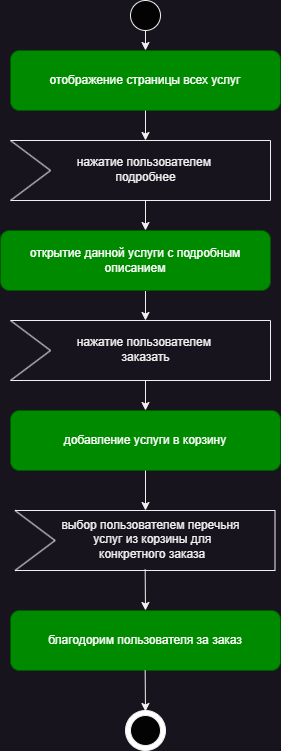 отображение страницы всех услуг
нажатие пользователем
подробнее
открытие данной услуги с подробным
описанием
нажатие пользователем
заказать
добавление услуги в корзину
выбор пользователем перечьня
услуг из корзины для
конкретного заказа
благодорим пользователя за заказ